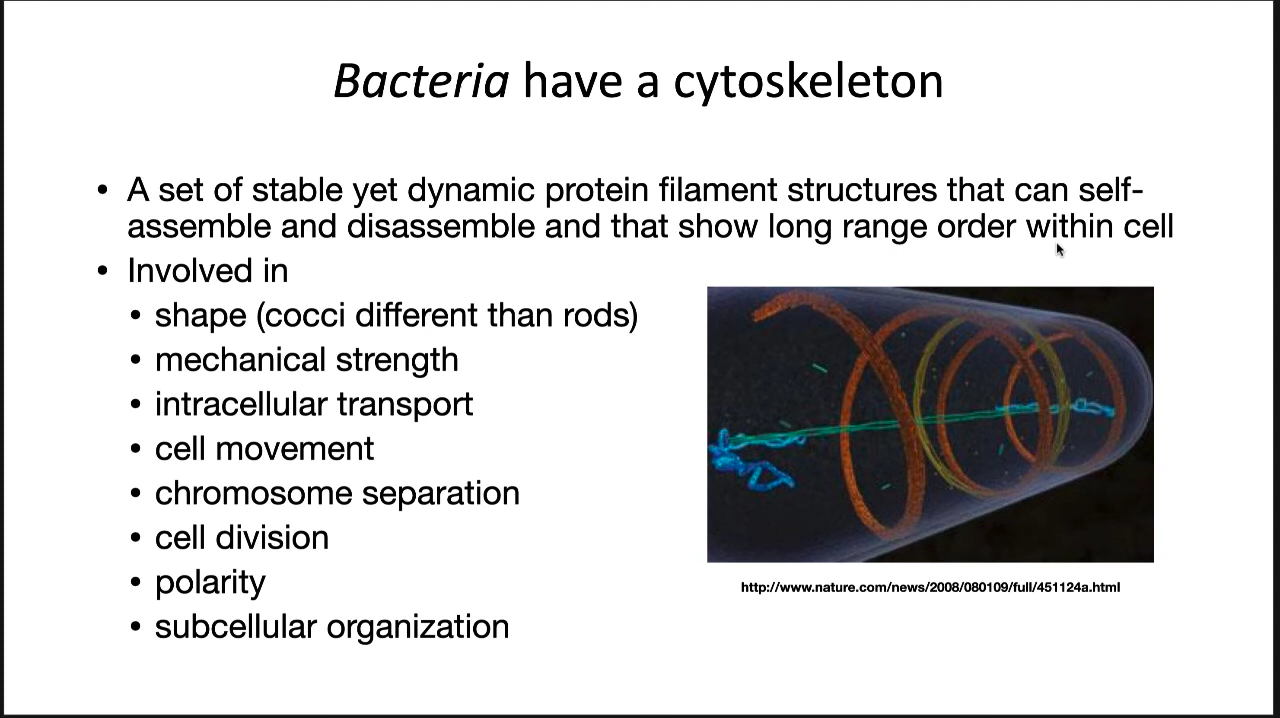 Bacteria have a cytoskeleton
• A set of stable yet dynamic protein filament structures that can self-
assemble and disassemble and that show long range order within cell
• Involved in
• shape (cocci different than rods)
• mechanical strength
• intracellular transport
• cell movement
• chromosome separation
• cell division
• polarity
• subcellular organization
http://www.nature.com/news/2008/080109/full/451124a.html